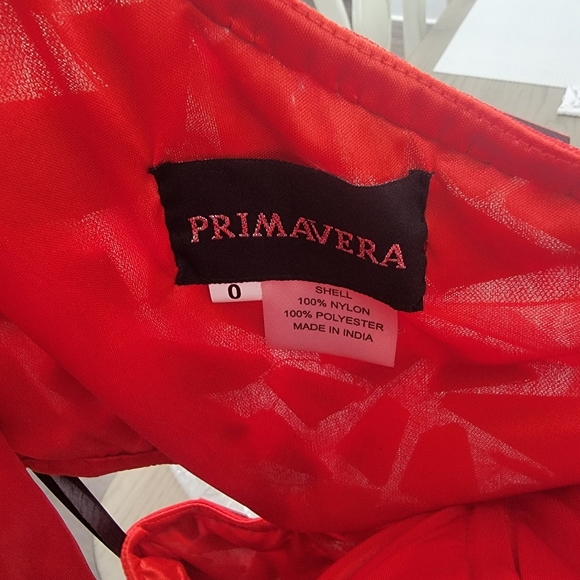 PRIMAVERA
0
SHELL
100% NYLON
100% POLYESTER
MADE IN INDIA